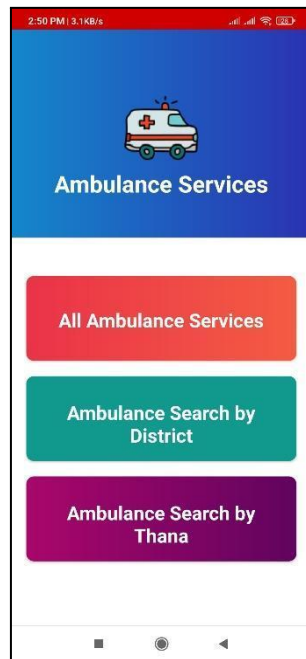 2:50 PM | 3.1KB/s
Ambulance Services
All Ambulance Services
Ambulance Search by
District
Ambulance Search by
Thana